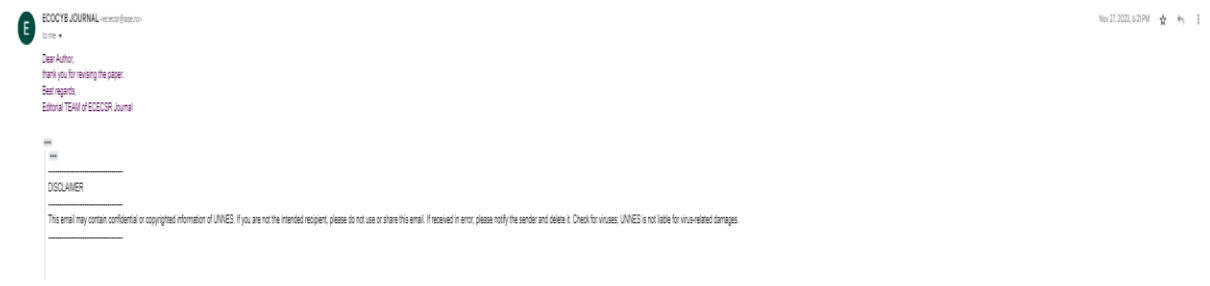 E
ECOCYB JOURNAL <ececsr@ase.ro>
Nov 27, 2023, 6:21 PM
to me
Dear Author,
thank you for revising the paper.
Best regards,
Editorial TEAM of ECECSR Journal
DISCLAIMER
This email may contain confidential or copyrighted information of UNNES. If you are not the intended recipient, please do not use or share this email. If received in error, please notify the sender and delete it. Check for viruses; UNNES is not liable for virus-related damages.